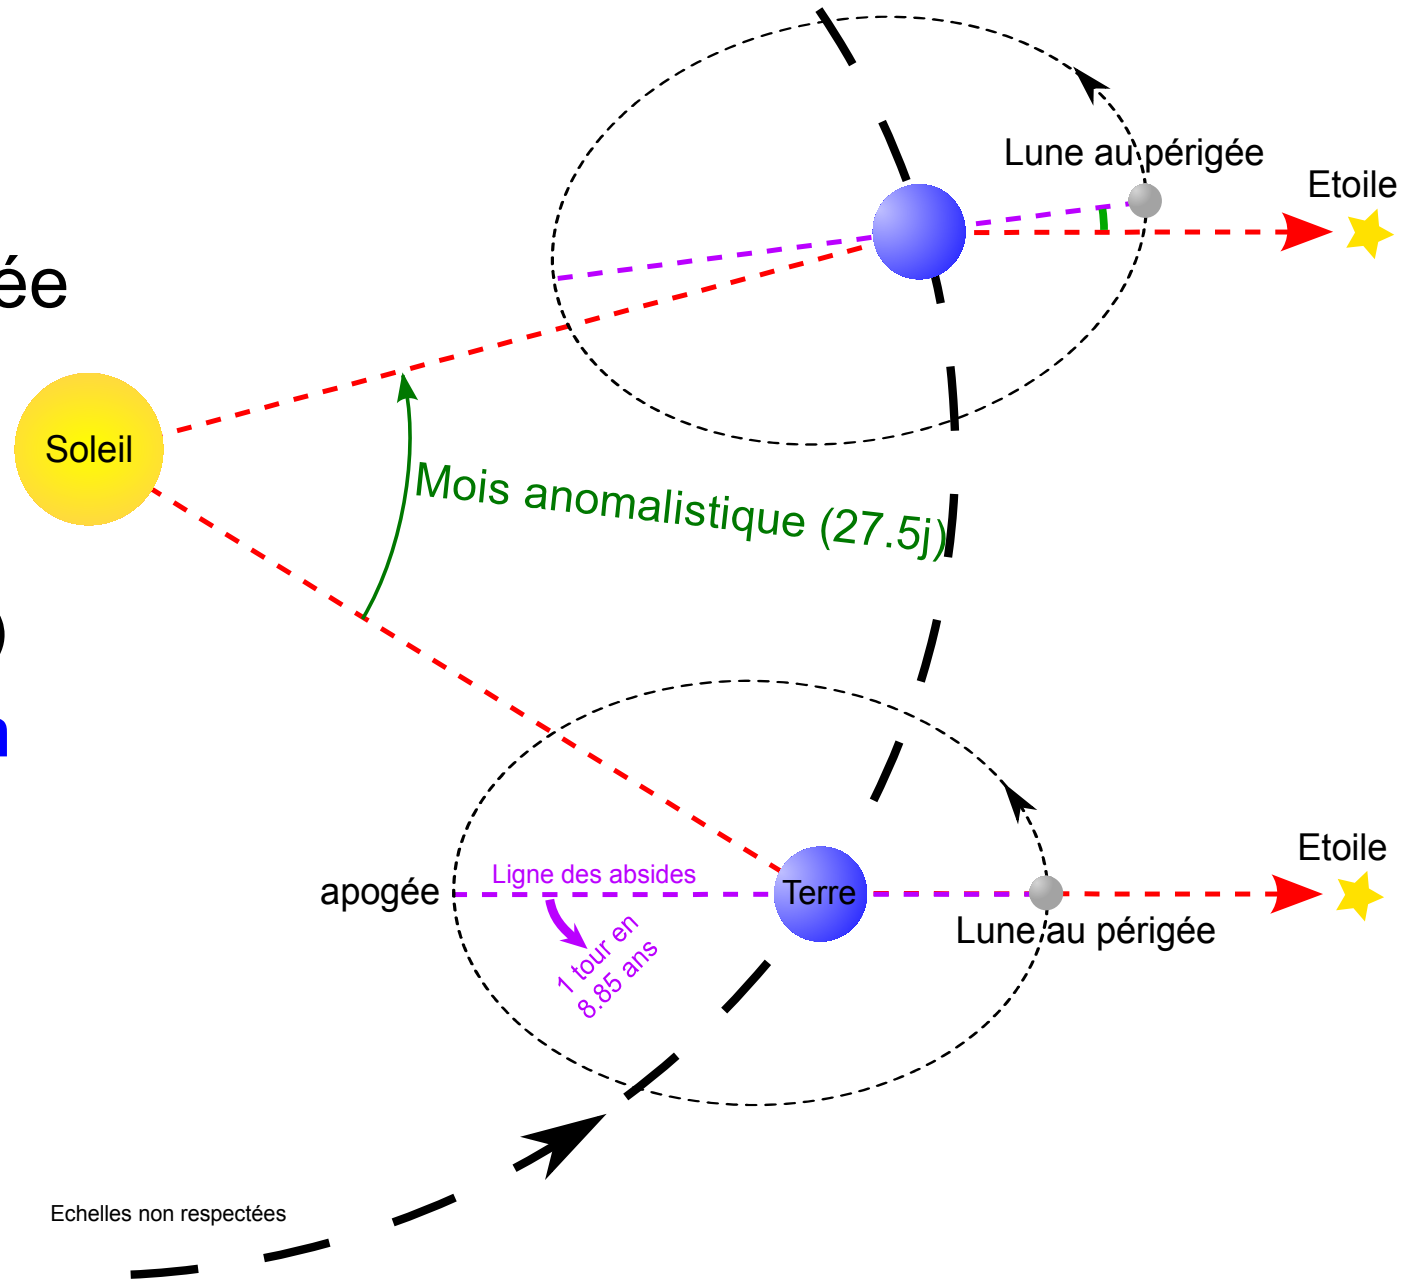 Lune au périgée
Etoile
ée
Soleil
Mois anomalistique (27.5j)
Etoile
Ligne des absides
apogée
Terre
Lune au périgée
1 tour en
8.85 ans
Echelles non respectées